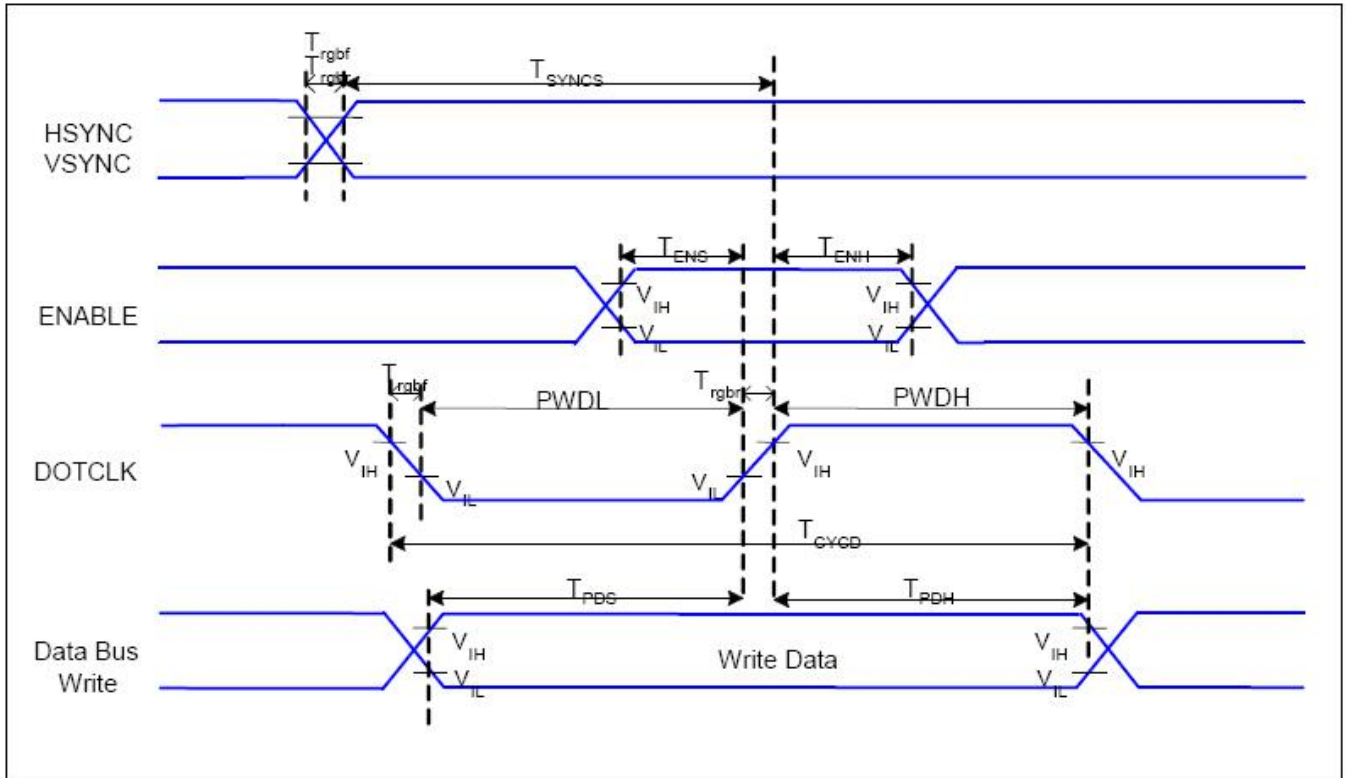 Trgbf
Trgbr
TSYNCS
HSYNC
VSYNC
TENS
TENH
VIH
VIH
ENABLE
VIL
VIL
Trgbf
Trgbr
PWDL
PWDH
DOTCLK
VIH
VIH
VIH
VIL
VIL
TCYCD
TPDS
TPDH
Data Bus
Write
VIH
Write Data
VIH
VIL
VIL